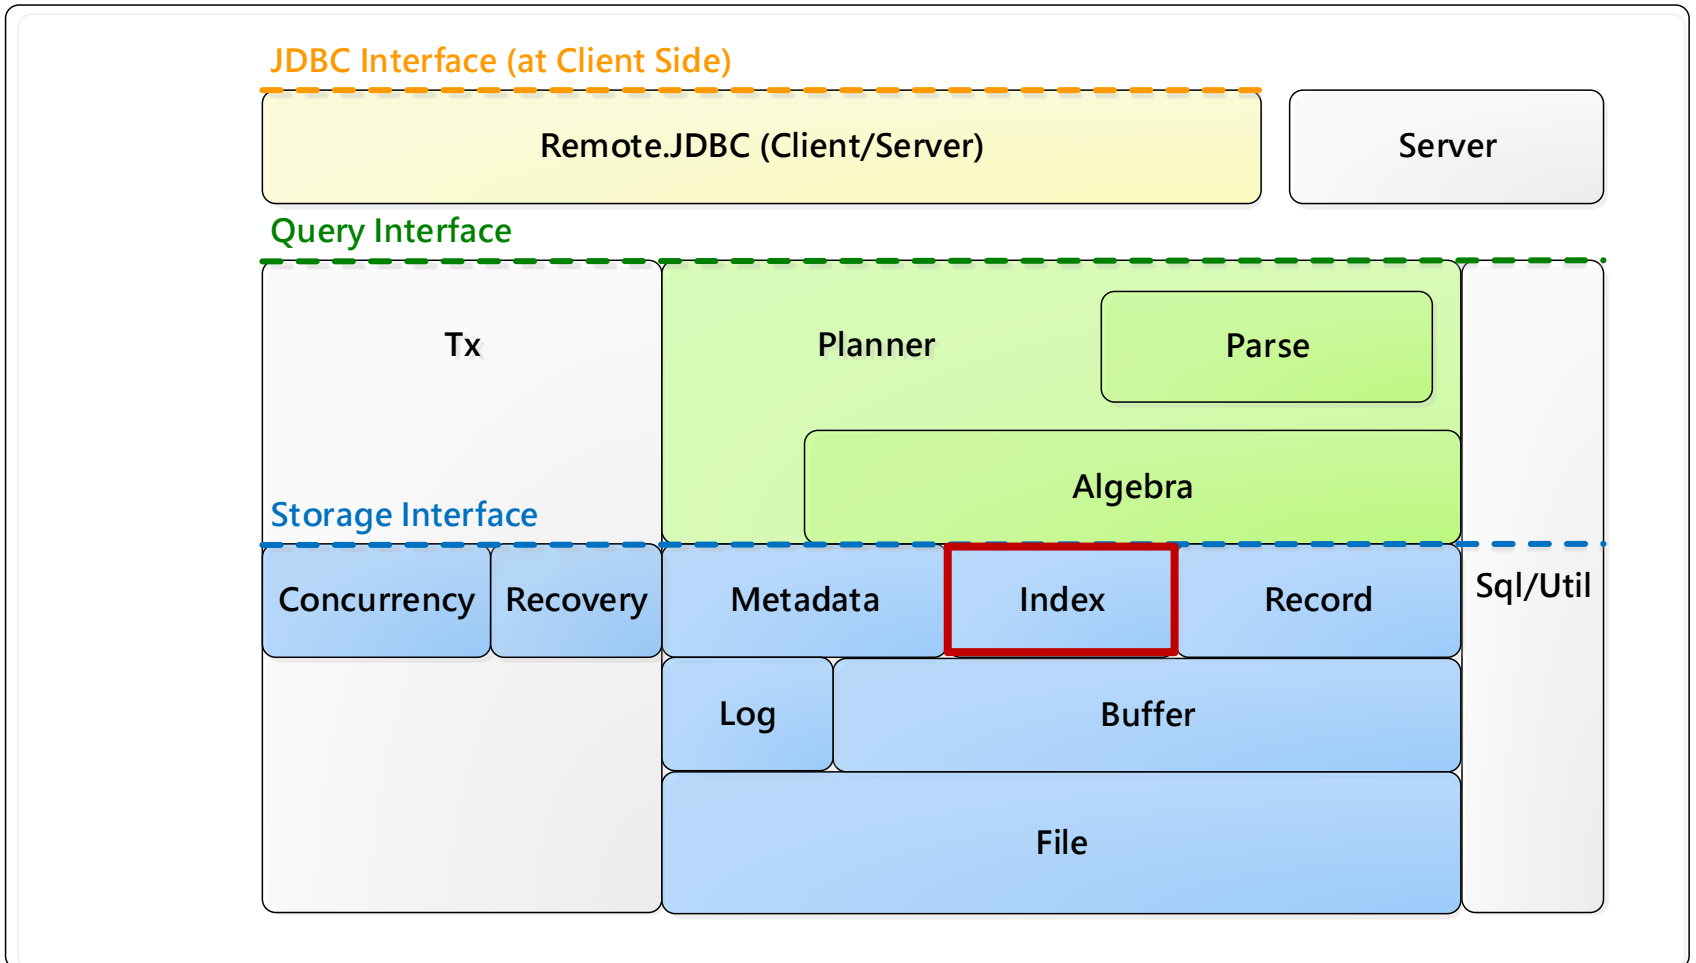 JDBC Interface (at Client Side)
Remote.JDBC (Client/Server)
Server
Query Interface
Tx
Planner
Parse
Algebra
Storage Interface
Concurrency
Recovery
Metadata
Index
Record
Sql/Util
Log
Buffer
File